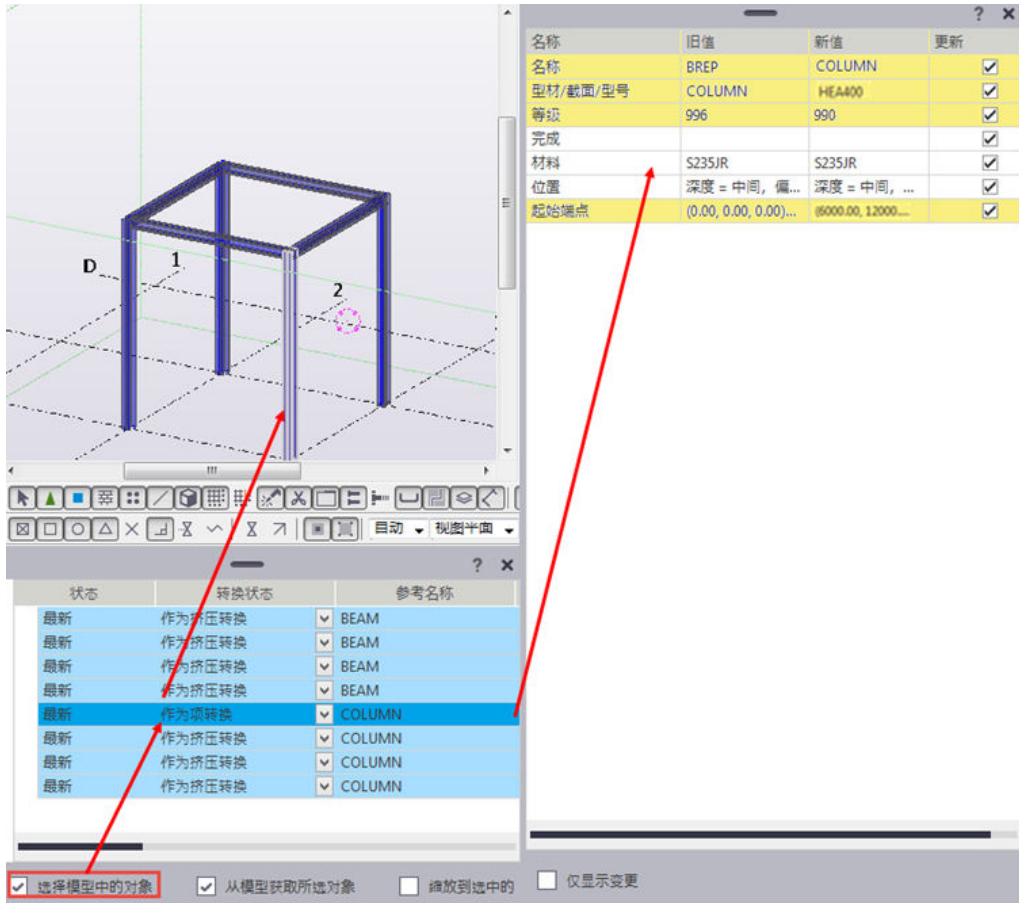 D
1
2
目动 视图平面
? ×
状态 转换状态 参考名称
最新 作为挤压转换 BEAM
最新 作为挤压转换 BEAM
最新 作为挤压转换 BEAM
最新 作为挤压转换 BEAM
最新 作为项转换 COLUMN
最新 作为挤压转换 COLUMN
最新 作为挤压转换 COLUMN
最新 作为挤压转换 COLUMN
选择模型中的对象 从模型获取所选对象 缩放到选中的
? ×
名称 旧值 新值 更新
名称 BREP COLUMN
型材/截面/型号 COLUMN HEA400
等级 996 990
完成
材料 S235JR S235JR
位置 深度 = 中间，偏... 深度 = 中间，...
起始端点 (0.00, 0.00, 0.00)... (6000.00, 12000....
仅显示变更